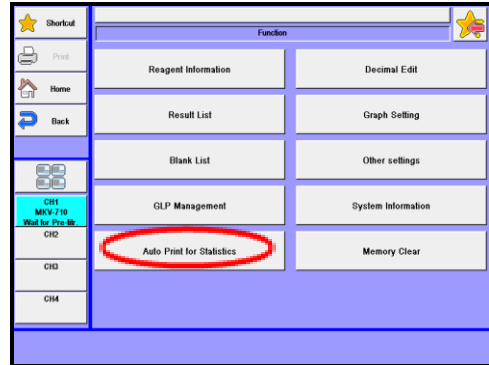 Shortcut
Function
Print
Home
Back
Reagent Information
Decimal Edit
Result List
Graph Setting
Blank List
Other settings
GLP Management
System Information
Auto Print for Statistics
Memory Clear
CH1
MKV-710
Wait for Pre-titr.
CH2
CH3
CH4